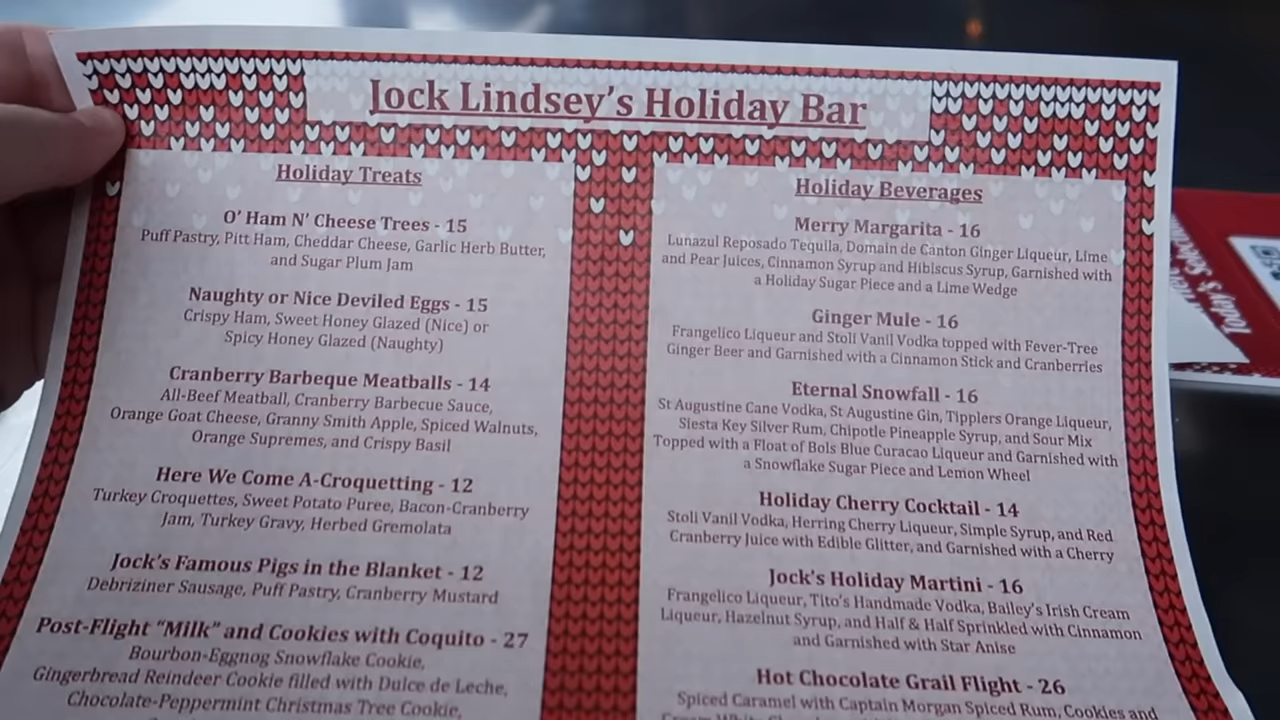 Jock Lindsey's Holiday Bar
Holiday Treats
O' Ham N' Cheese Trees - 15
Puff Pastry, Pitt Ham, Cheddar Cheese, Garlic Herb Butter,
and Sugar Plum Jam
Naughty or Nice Deviled Eggs - 15
Crispy Ham, Sweet Honey Glazed (Nice) or
Spicy Honey Glazed (Naughty)
Cranberry Barbeque Meatballs - 14
All-Beef Meatball, Cranberry Barbecue Sauce,
Orange Goat Cheese, Granny Smith Apple, Spiced Walnuts,
Orange Supremes, and Crispy Basil
Here We Come A-Croquetting - 12
Turkey Croquettes, Sweet Potato Puree, Bacon-Cranberry
Jam, Turkey Gravy, Herbed Gremolata
Jock's Famous Pigs in the Blanket - 12
Debriziner Sausage, Puff Pastry, Cranberry Mustard
Post-Flight "Milk" and Cookies with Coquito - 27
Bourbon-Eggnog Snowflake Cookie,
Gingerbread Reindeer Cookie filled with Dulce de Leche,
Chocolate-Peppermint Christmas Tree Cookie,
Holiday Beverages
Merry Margarita - 16
Lunazul Reposado Tequila, Domain de Canton Ginger Liqueur, Lime
and Pear Juices, Cinnamon Syrup and Hibiscus Syrup, Garnished with
a Holiday Sugar Piece and a Lime Wedge
Ginger Mule - 16
Frangelico Liqueur and Stoli Vanil Vodka topped with Fever-Tree
Ginger Beer and Garnished with a Cinnamon Stick and Cranberries
Eternal Snowfall - 16
St Augustine Cane Vodka, St Augustine Gin, Tipplers Orange Liqueur,
Siesta Key Silver Rum, Chipotle Pineapple Syrup, and Sour Mix
Topped with a Float of Bols Blue Curacao Liqueur and Garnished with
a Snowflake Sugar Piece and Lemon Wheel
Holiday Cherry Cocktail - 14
Stoli Vanil Vodka, Herring Cherry Liqueur, Simple Syrup, and Red
Cranberry Juice with Edible Glitter, and Garnished with a Cherry
Jock's Holiday Martini - 16
Frangelico Liqueur, Tito's Handmade Vodka, Bailey's Irish Cream
Liqueur, Hazelnut Syrup, and Half & Half Sprinkled with Cinnamon
and Garnished with Star Anise
Hot Chocolate Grail Flight - 26
Spiced Caramel with Captain Morgan Spiced Rum, Cookies and